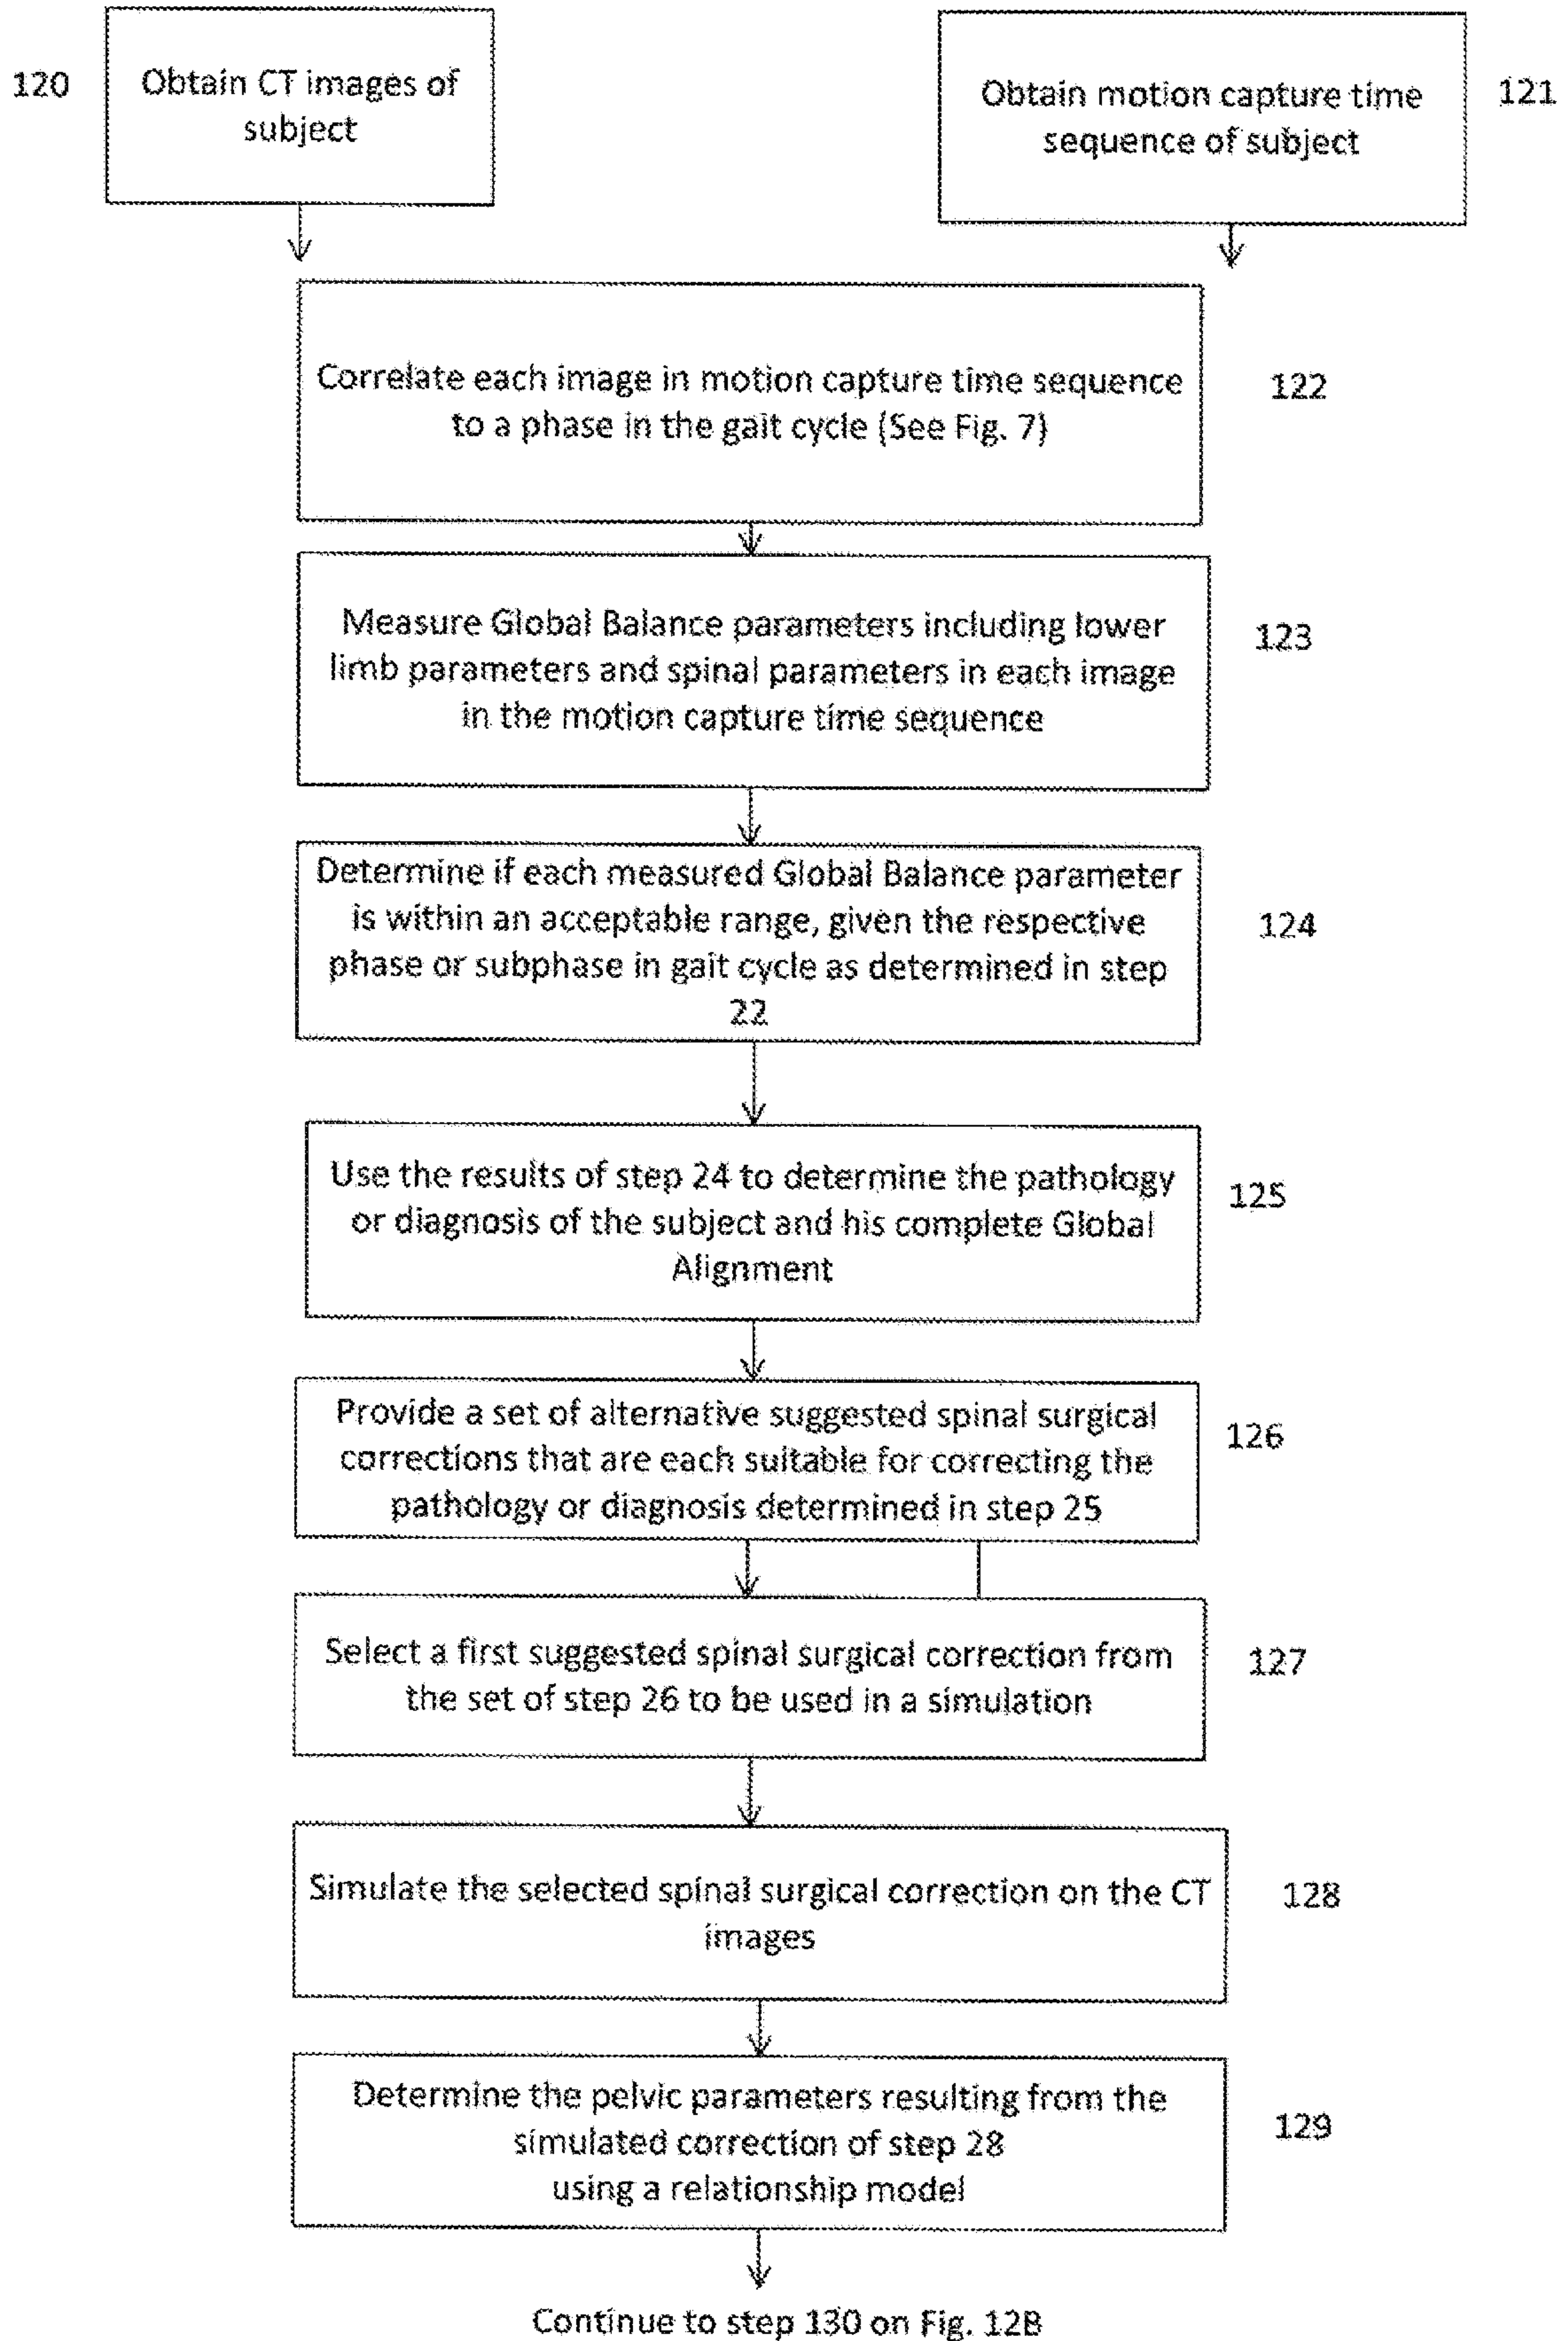 120
Obtain CT images of
subject
Obtain motion capture time
sequence of subject
121
Correlate each image in motion capture time sequence
to a phase in the gait cycle (See Fig. 7)
122
Measure Global Balance parameters including lower
limb parameters and spinal parameters in each image
in the motion capture time sequence
123
Determine if each measured Global Balance parameter
is within an acceptable range, given the respective
phase or subphase in gait cycle as determined in step
22
124
Use the results of step 24 to determine the pathology
or diagnosis of the subject and his complete Global
Alignment
125
Provide a set of alternative suggested spinal surgical
corrections that are each suitable for correcting the
pathology or diagnosis determined in step 25
126
Select a first suggested spinal surgical correction from
the set of step 26 to be used in a simulation
127
Simulate the selected spinal surgical correction on the CT
images
128
Determine the pelvic parameters resulting from the
simulated correction of step 28
using a relationship model
129
Continue to step 130 on Fig. 12B